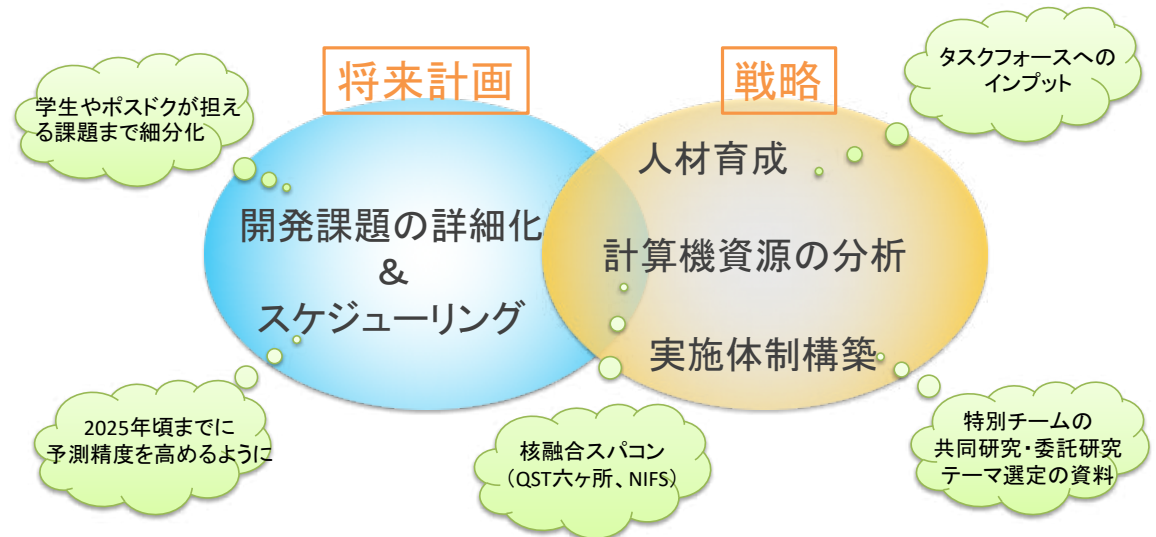 将来計画
戦略
学生やポスドクが担え
る課題まで細分化
タスクフォースへの
インプット
開発課題の詳細化
&
スケジューリング
人材育成
計算機資源の分析
実施体制構築
2025年頃までに
予測精度を高めるように
核融合スパコン
（QST六ヶ所、NIFS）
特別チームの
共同研究・委託研究
テーマ選定の資料